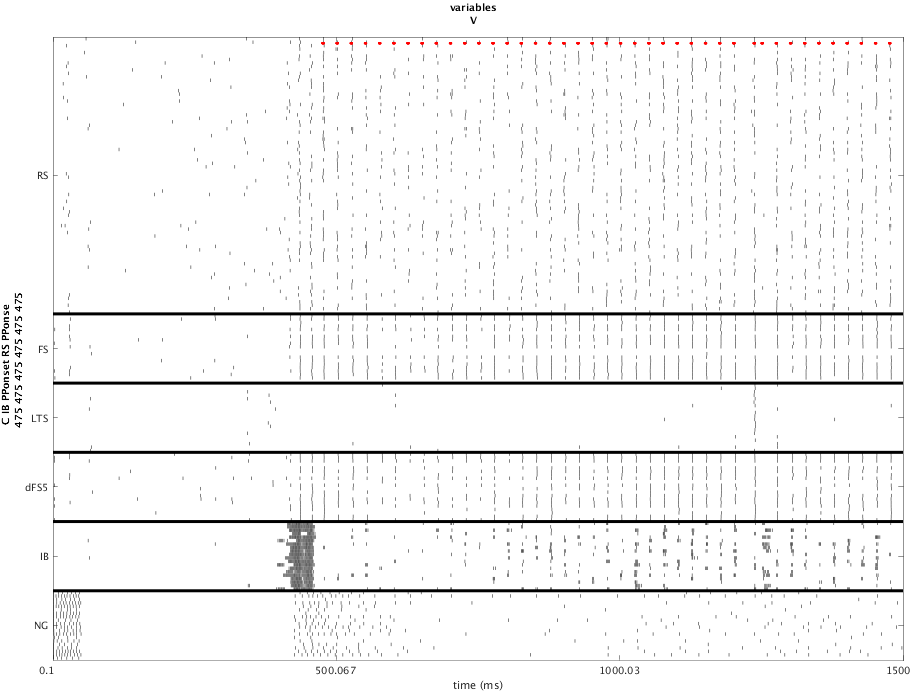 variables
V
C IB PPonset RS PPonse
475 475 475 475 475 475
RS
FS
LTS
dFS5
IB
NG
0.1 500.067 1000.03 1500
time (ms)